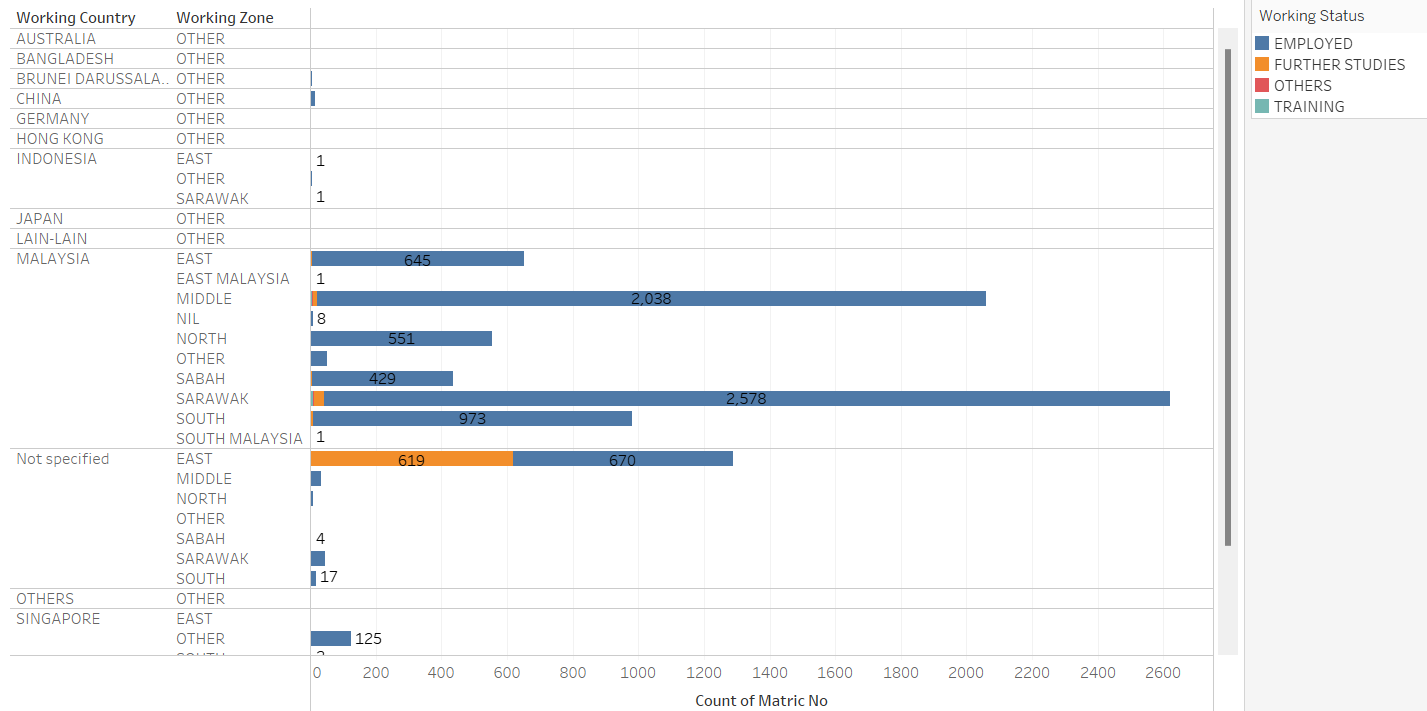 Working Country Working Zone
AUSTRALIA OTHER
BANGLADESH OTHER
BRUNEI DARUSSALA.. OTHER
CHINA OTHER
GERMANY OTHER
HONG KONG OTHER
INDONESIA EAST 1
OTHER
SARAWAK 1
JAPAN OTHER
LAIN-LAIN OTHER
MALAYSIA EAST 645
EAST MALAYSIA 1
MIDDLE 2,038
NIL 8
NORTH 551
OTHER
SABAH 429
SARAWAK 2,578
SOUTH 973
SOUTH MALAYSIA 1
Not specified EAST 619 670
MIDDLE
NORTH
OTHER
SABAH 4
SARAWAK
SOUTH 17
OTHERS OTHER
SINGAPORE EAST
OTHER 125
0 200 400 600 800 1000 1200 1400 1600 1800 2000 2200 2400 2600
Count of Matric No
Working Status
EMPLOYED
FURTHER STUDIES
OTHERS
TRAINING